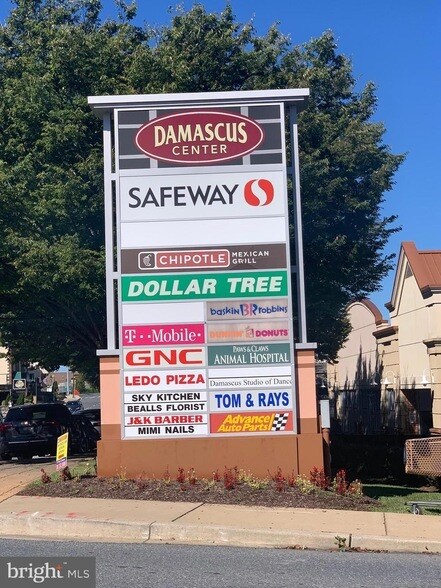 DAMASCUS
CENTER
SAFEWAY
CHIPOTLE MEXICAN GRILL
DOLLAR TREE
baskin BR robbins
T··Mobile·
DUNKIN' DONUTS
GNC
PAWS & CLAWS
ANIMAL HOSPITAL
LEDO PIZZA
Damascus Studio of Dance
SKY KITCHEN
BEALLS FLORIST
TOM & RAYS
J&K BARBER
MIMI NAILS
Advance
Auto Parts
bright MLS